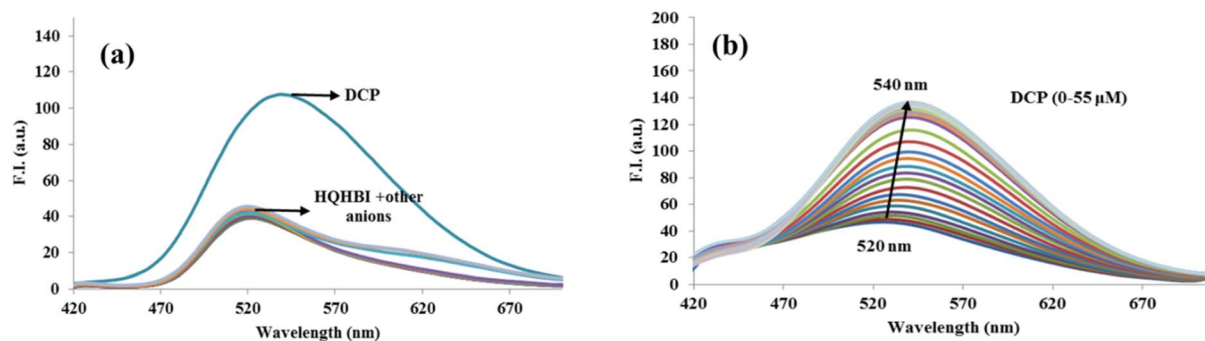 (a)
F.I. (a.u.)
140
120
100
80
60
40
20
0
DCP
HQHBI +other
anions
420 470 520 570 620 670
Wavelength (nm)
(b)
F.I. (a.u.)
200
180
160
140
120
100
80
60
40
20
0
540 nm
DCP (0-55 μM)
520 nm
420 470 520 570 620 670
Wavelength (nm)